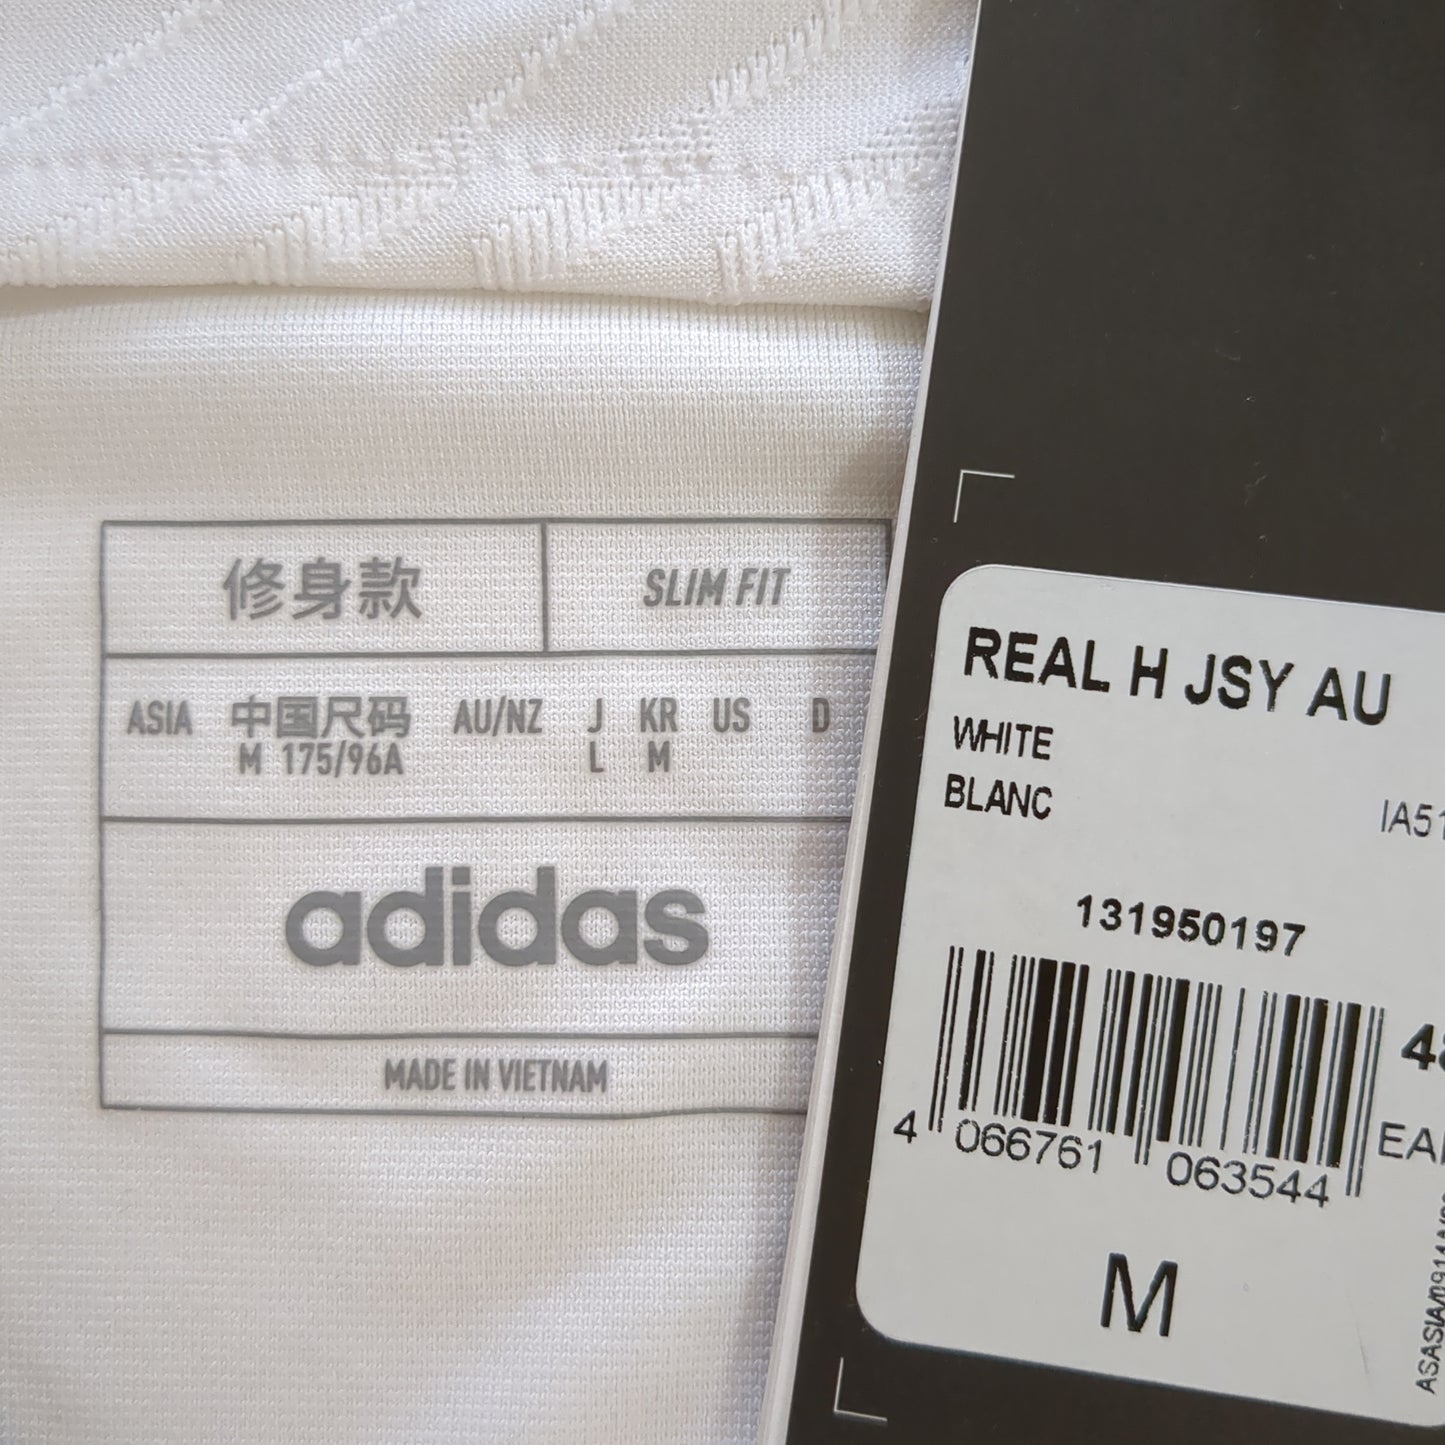 修身款 SLIM FIT
ASIA 中国尺码 AU/NZ J KR US D
M 175/96A L M
adidas
MADE IN VIETNAM
REAL H JSY AU
WHITE
BLANC
IA51
131950197
4 066761 063544
M